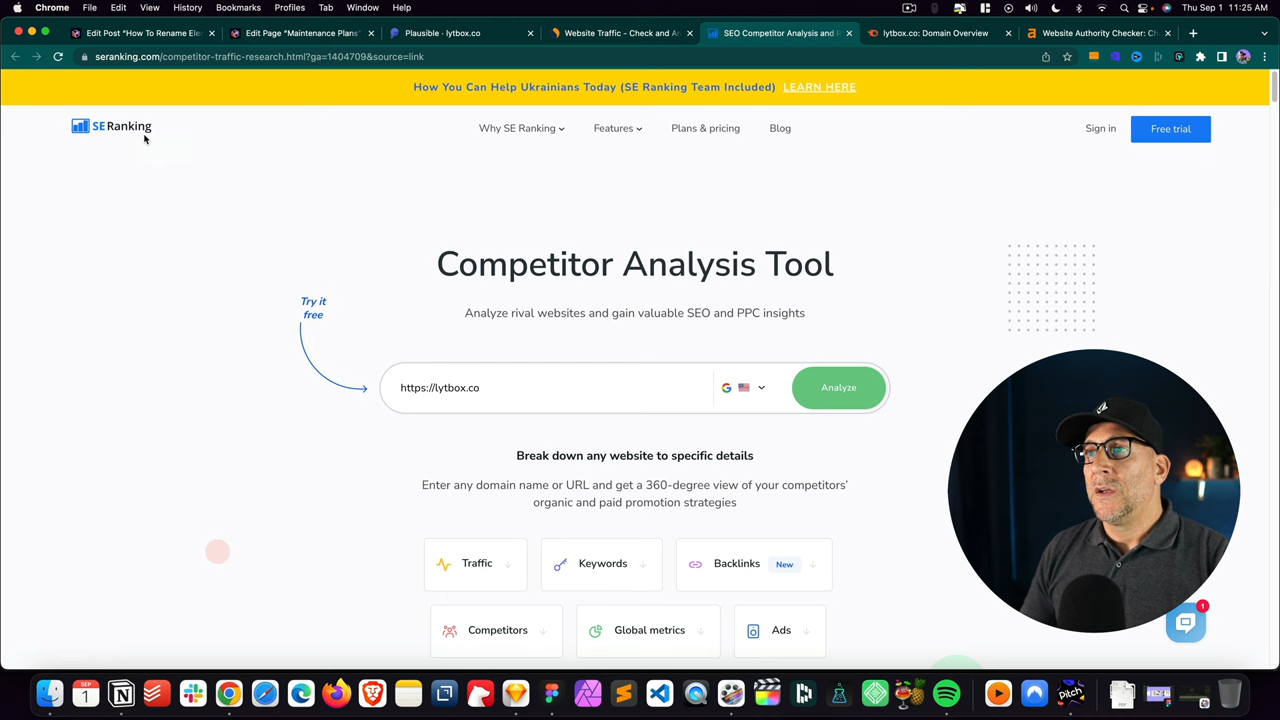 Chrome File Edit View History Bookmarks Profiles Tab Window Help Thu Sep 1 11:25 AM
Edit Post “How To Rename Ele
Edit Page “Maintenance Plans”
Plausible · lytbox.co
Website Traffic - Check and An
SEO Competitor Analysis and
lytbox.co: Domain Overview
Website Authority Checker: Ch
seranking.com/competitor-traffic-research.html?ga=1404709&source=link
How You Can Help Ukrainians Today (SE Ranking Team Included) LEARN HERE
SE Ranking
Why SE Ranking
Features
Plans & pricing
Blog
Sign in
Free trial
Competitor Analysis Tool
Analyze rival websites and gain valuable SEO and PPC insights
Try it
free
https://lytbox.co
Analyze
Break down any website to specific details
Enter any domain name or URL and get a 360-degree view of your competitors’
organic and paid promotion strategies
Traffic
Keywords
Backlinks New
Competitors
Global metrics
Ads
1
SEP
1
Pitch
PDF